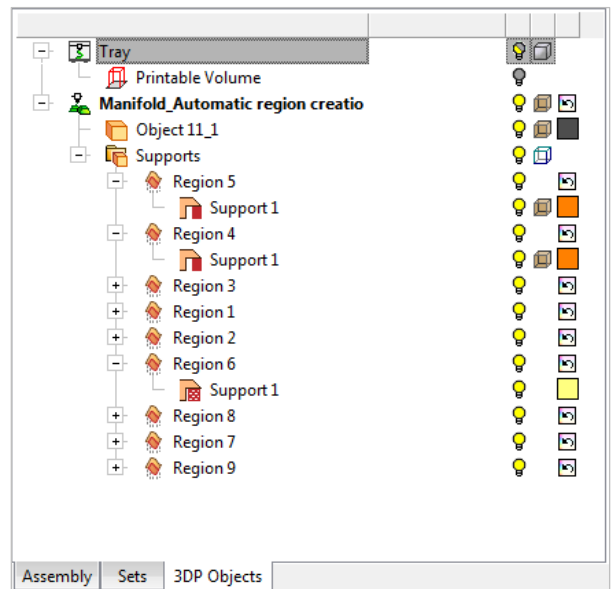 Tray
Printable Volume
Manifold_Automatic region creatio
Object 11_1
Supports
Region 5
Support 1
Region 4
Support 1
Region 3
Region 1
Region 2
Region 6
Support 1
Region 8
Region 7
Region 9
Assembly Sets 3DP Objects